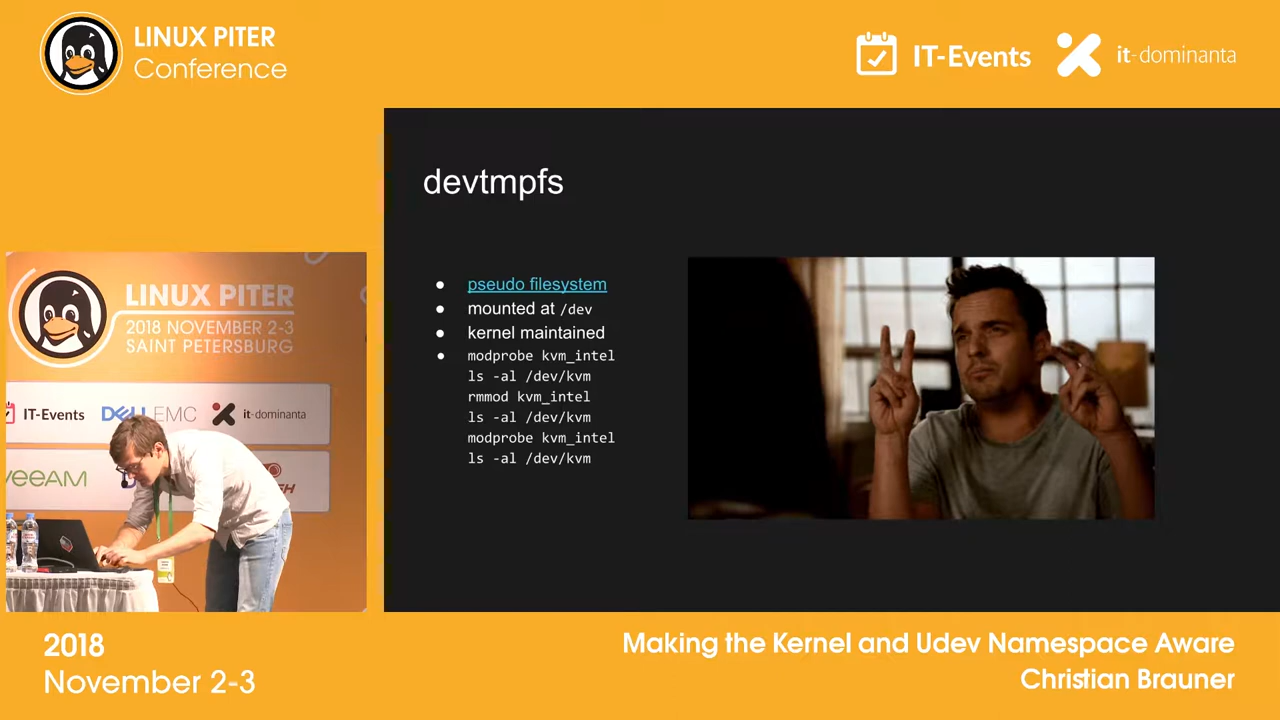 LINUX PITER
Conference
IT-Events
it-dominanta
devtmpfs
pseudo filesystem
mounted at /dev
kernel maintained
modprobe kvm_intel
ls -al /dev/kvm
rmmod kvm_intel
ls -al /dev/kvm
modprobe kvm_intel
ls -al /dev/kvm
LINUX PITER
2018 NOVEMBER 2-3
SAINT PETERSBURG
IT-Events
DELL EMC
it-dominanta
2018
November 2-3
Making the Kernel and Udev Namespace Aware
Christian Brauner